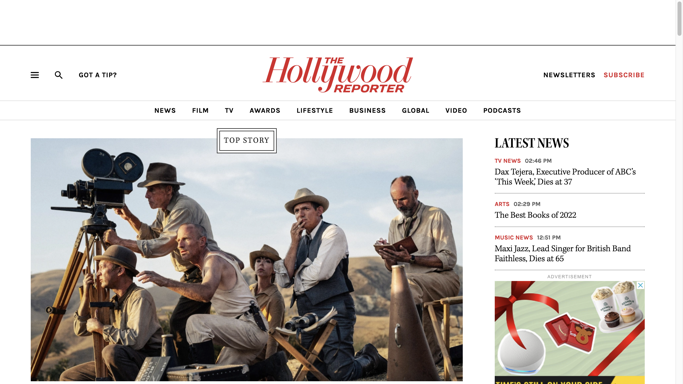 GOT A TIP?
THE
Hollywood
REPORTER
NEWSLETTERS
SUBSCRIBE
NEWS
FILM
TV
AWARDS
LIFESTYLE
BUSINESS
GLOBAL
VIDEO
PODCASTS
TOP STORY
LATEST NEWS
TV NEWS 02:46 PM
Dax Tejera, Executive Producer of ABC's
'This Week,' Dies at 37
ARTS 02:29 PM
The Best Books of 2022
MUSIC NEWS 12:51 PM
Maxi Jazz, Lead Singer for British Band
Faithless, Dies at 65
ADVERTISEMENT